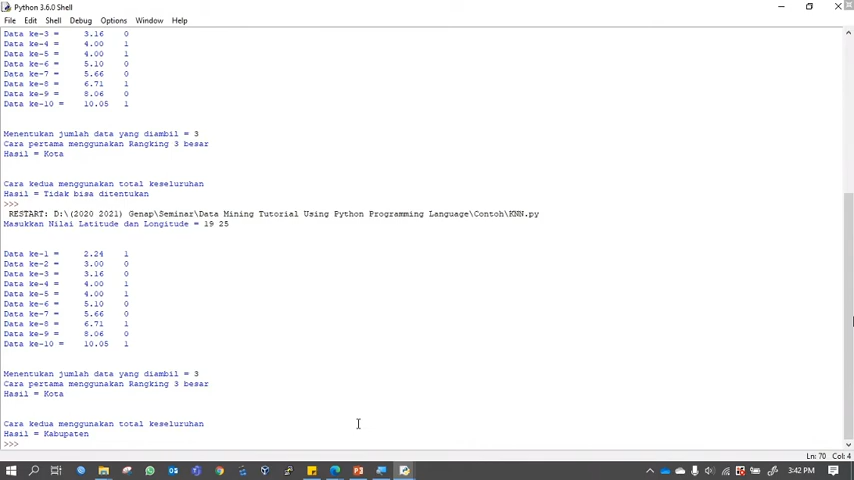 Python 3.6.0 Shell
File Edit Shell Debug Options Window Help
Data ke-3 = 3.16 0
Data ke-4 = 4.00 1
Data ke-5 = 4.00 1
Data ke-6 = 5.10 0
Data ke-7 = 5.66 0
Data ke-8 = 6.71 1
Data ke-9 = 8.06 0
Data ke-10 = 10.05 1
Menentukan jumlah data yang diambil = 3
Cara pertama menggunakan Rangking 3 besar
Hasil = Kota
Cara kedua menggunakan total keseluruhan
Hasil = Tidak bisa ditentukan
>>>
RESTART: D:\(2020 2021) Genap\Seminar\Data Mining Tutorial Using Python Programming Language\Contoh\KNN.py
Masukkan Nilai Latitude dan Longitude = 19 25
Data ke-1 = 2.24 1
Data ke-2 = 3.00 0
Data ke-3 = 3.16 0
Data ke-4 = 4.00 1
Data ke-5 = 4.00 1
Data ke-6 = 5.10 0
Data ke-7 = 5.66 0
Data ke-8 = 6.71 1
Data ke-9 = 8.06 0
Data ke-10 = 10.05 1
Menentukan jumlah data yang diambil = 3
Cara pertama menggunakan Rangking 3 besar
Hasil = Kota
Cara kedua menggunakan total keseluruhan
Hasil = Kabupaten
>>>
Ln: 70 Col: 4
3:42 PM